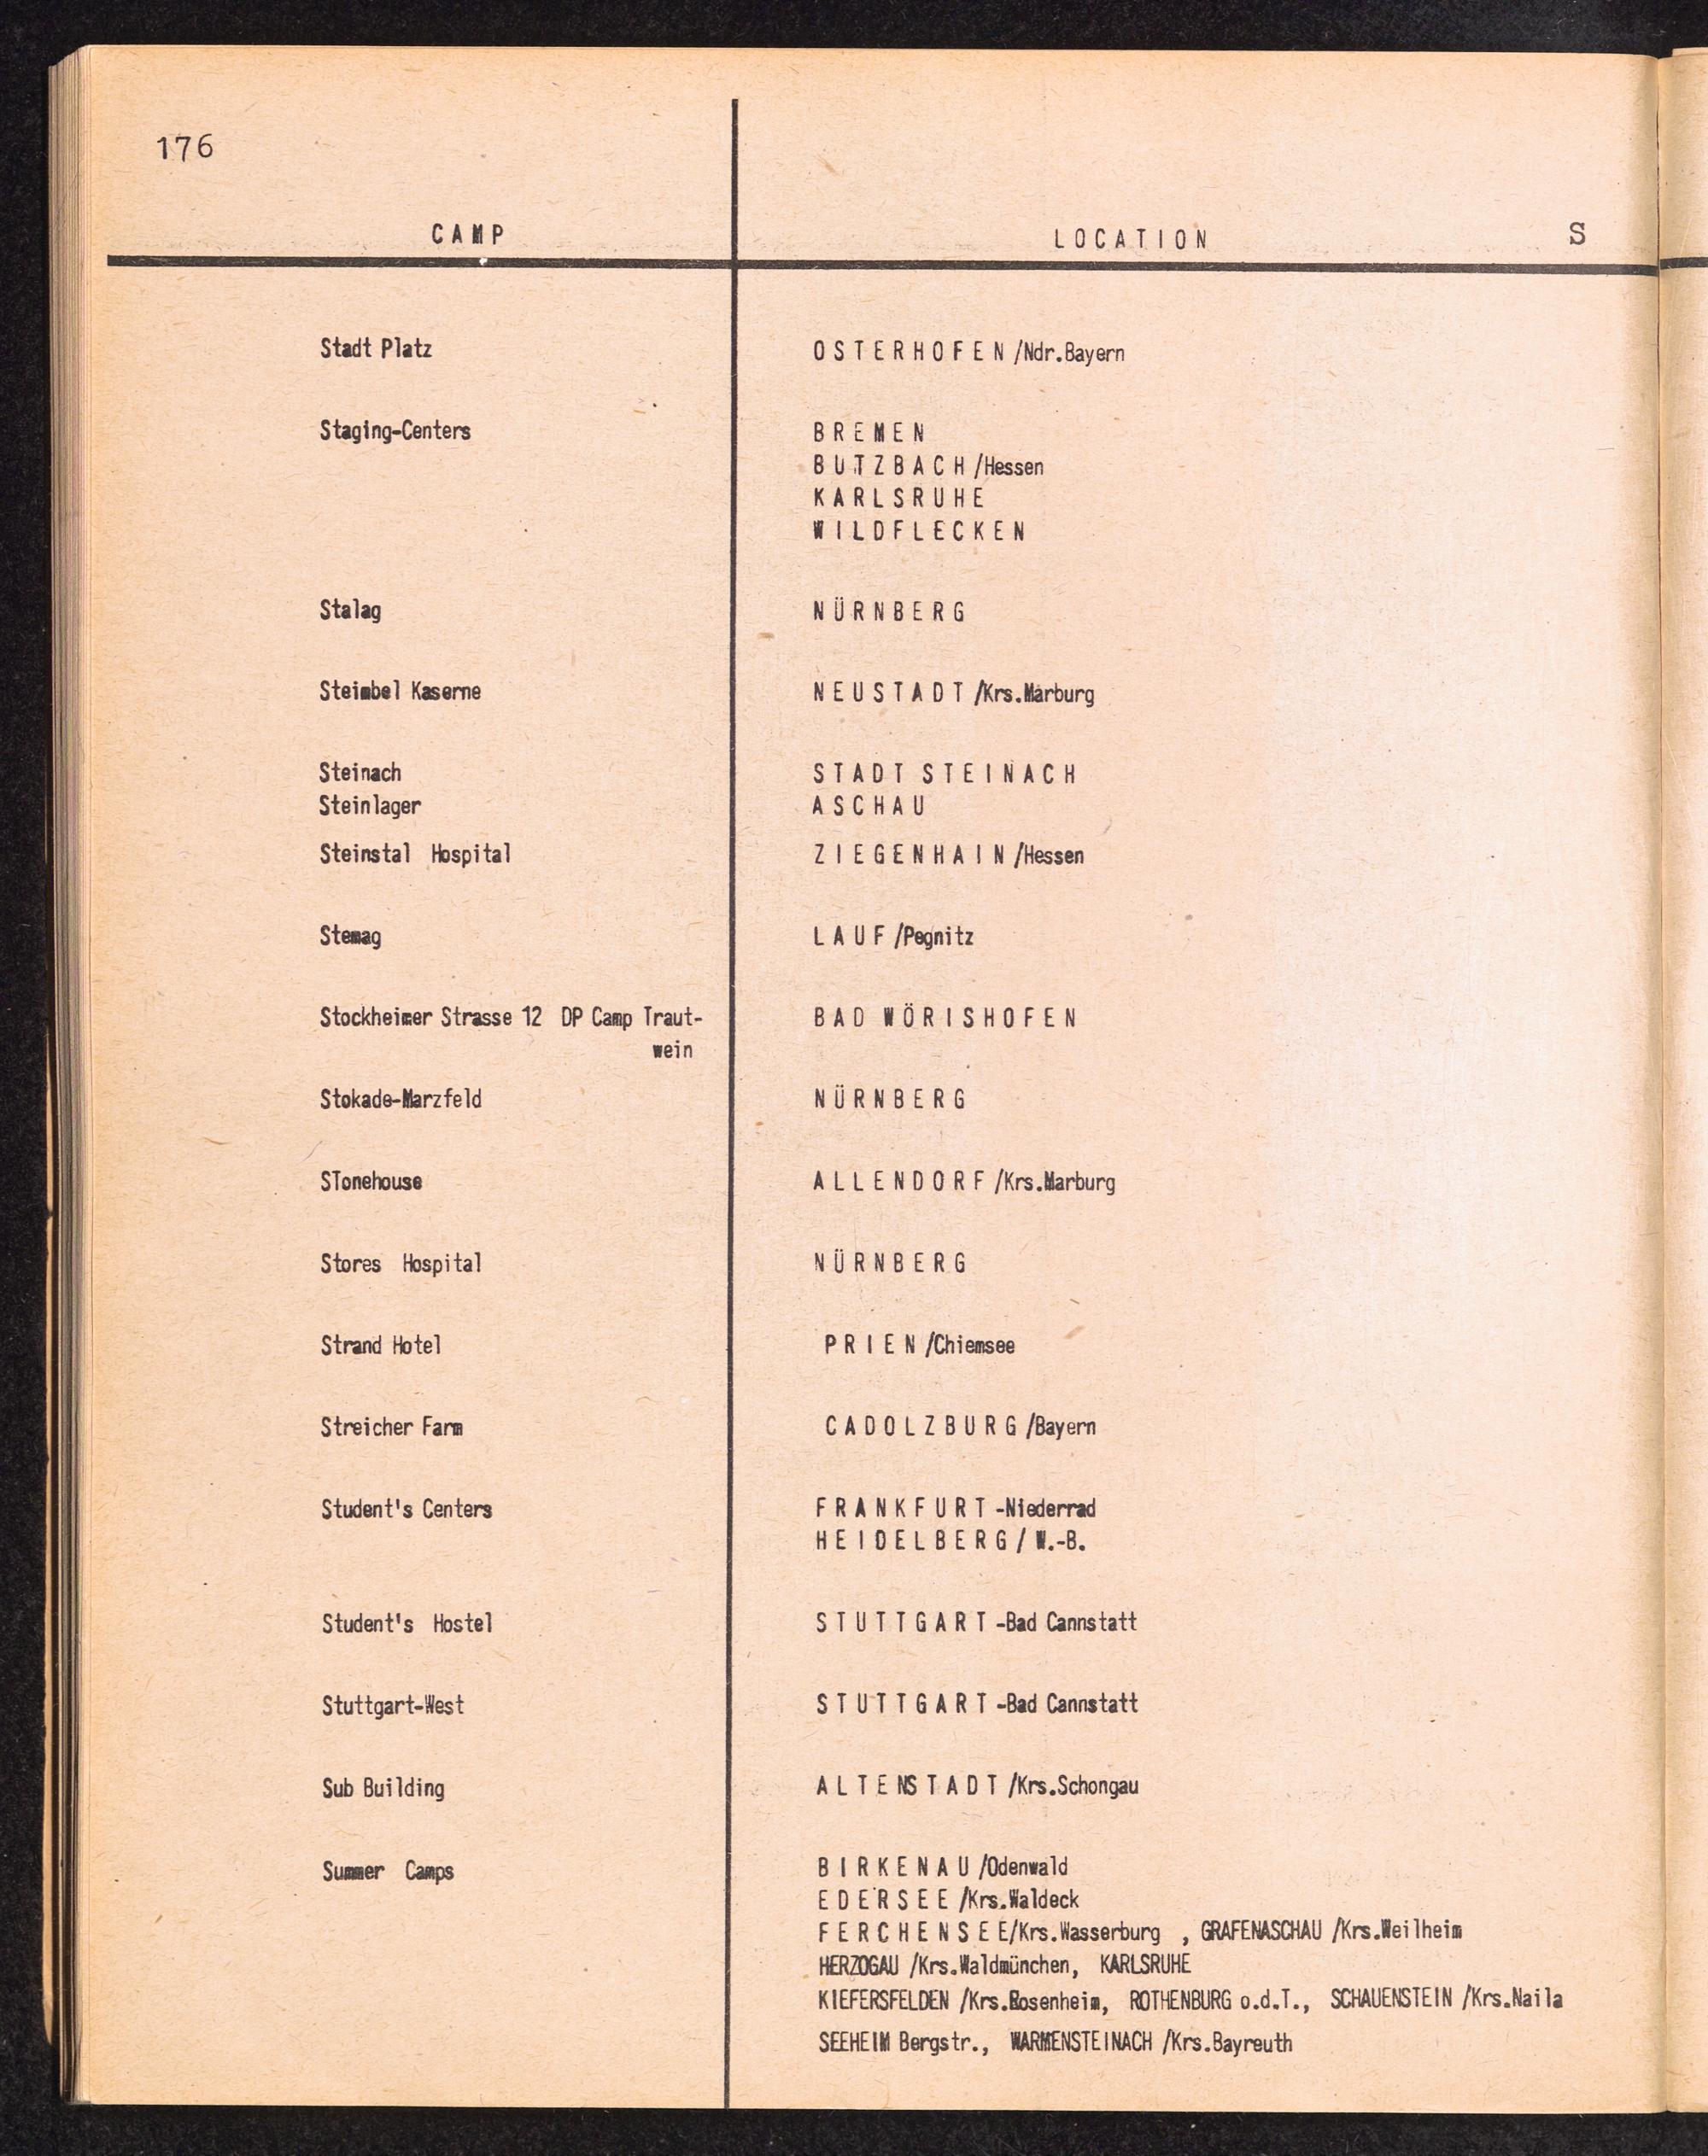 176
CAMP LOCATION S
Stadt Platz OSTERHOFEN/Ndr.Bayern
Staging-Centers BREMEN
BUTZBACH/Hessen
KARLSRUHE
WILDFLECKEN
Stalag NÜRNBERG
Steimbel Kaserne NEUSTADT/Krs.Marburg
Steinach STADT STEINACH
Steinlager ASCHAU
Steinstal Hospital ZIEGENHAIN/Hessen
Stemag LAUF/Pegnitz
Stockheimer Strasse 12 DP Camp Traut- BAD WÖRISHOFEN
wein
Stokade-Marzfeld NÜRNBERG
STonehouse ALLENDORF/Krs.Marburg
Stores Hospital NÜRNBERG
Strand Hotel PRIEN/Chiemsee
Streicher Farm CADOLZBURG/Bayern
Student's Centers FRANKFURT-Niederrad
HEIDELBERG/ W.-B.
Student's Hostel STUTTGART-Bad Cannstatt
Stuttgart-West STUTTGART-Bad Cannstatt
Sub Building ALTENSTADT/Krs.Schongau
Summer Camps BIRKENAU/Odenwald
EDERSEE/Krs.Waldeck
FERCHENSEE/Krs.Wasserburg , GRAFENASCHAU /Krs.Weilheim
HERZOGAU /Krs.Waldmünchen, KARLSRUHE
KIEFERSFELDEN /Krs.Rosenheim, ROTHENBURG o.d.T., SCHAUENSTEIN /Krs.Naila
SEEHEIM Bergstr., WARMENSTEINACH /Krs.Bayreuth